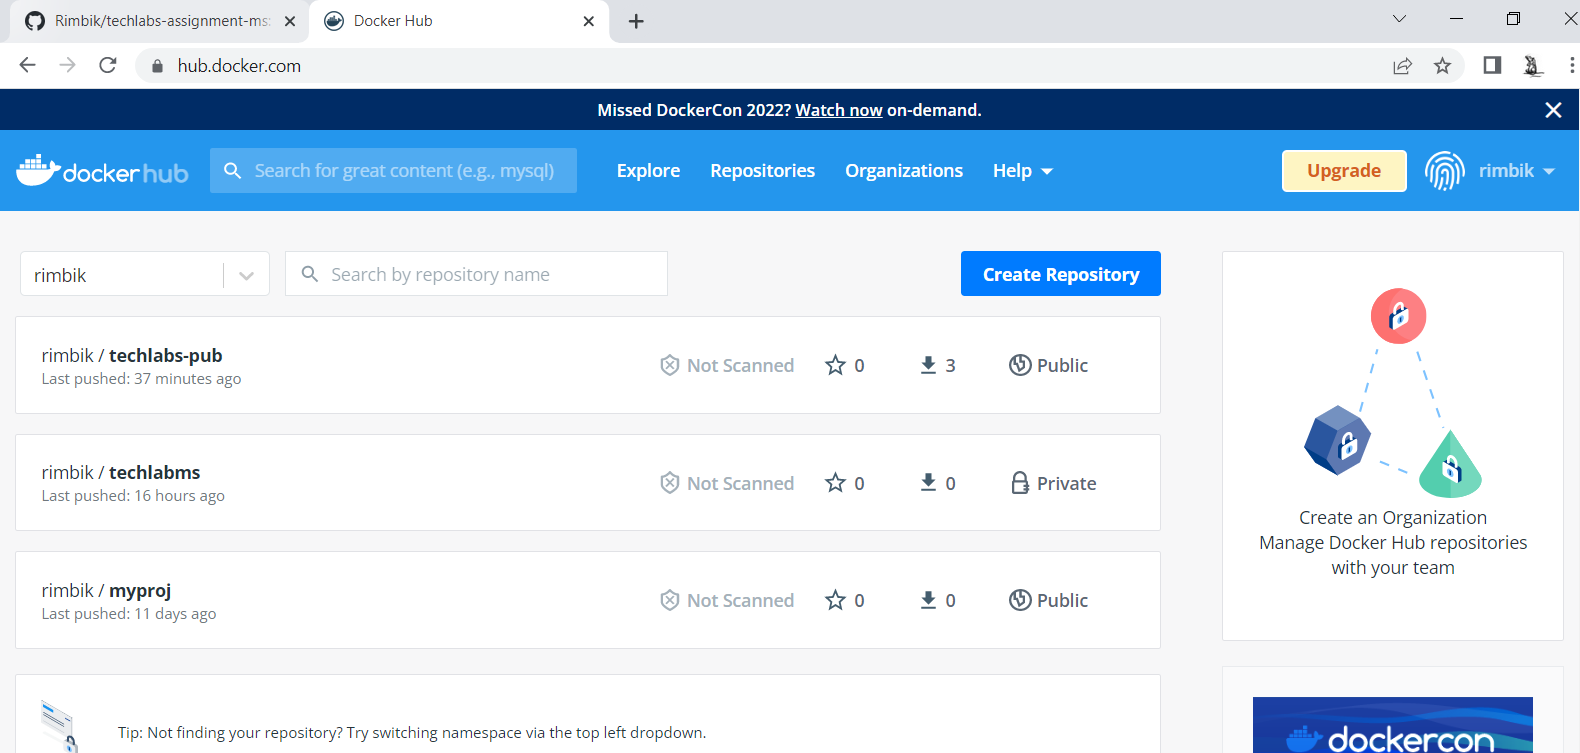 Rimbik/techlabs-assignment-ms
Docker Hub
hub.docker.com
Missed DockerCon 2022? Watch now on-demand.
docker hub
Search for great content (e.g., mysql)
Explore
Repositories
Organizations
Help
Upgrade
rimbik
rimbik
Search by repository name
Create Repository
rimbik / techlabs-pub
Last pushed: 37 minutes ago
Not Scanned
0
3
Public
rimbik / techlabms
Last pushed: 16 hours ago
Not Scanned
0
0
Private
rimbik / myproj
Last pushed: 11 days ago
Not Scanned
0
0
Public
Tip: Not finding your repository? Try switching namespace via the top left dropdown.
Create an Organization
Manage Docker Hub repositories
with your team
dockercon